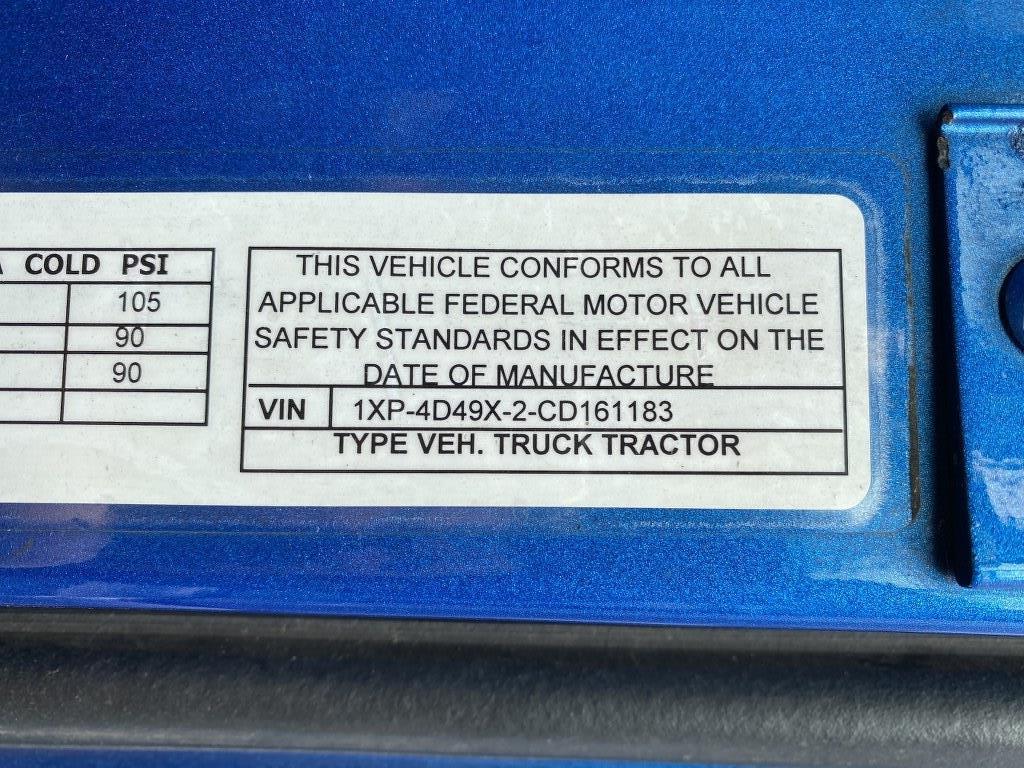 COLD PSI
105
90
90
THIS VEHICLE CONFORMS TO ALL
APPLICABLE FEDERAL MOTOR VEHICLE
SAFETY STANDARDS IN EFFECT ON THE
DATE OF MANUFACTURE
VIN 1XP-4D49X-2-CD161183
TYPE VEH. TRUCK TRACTOR